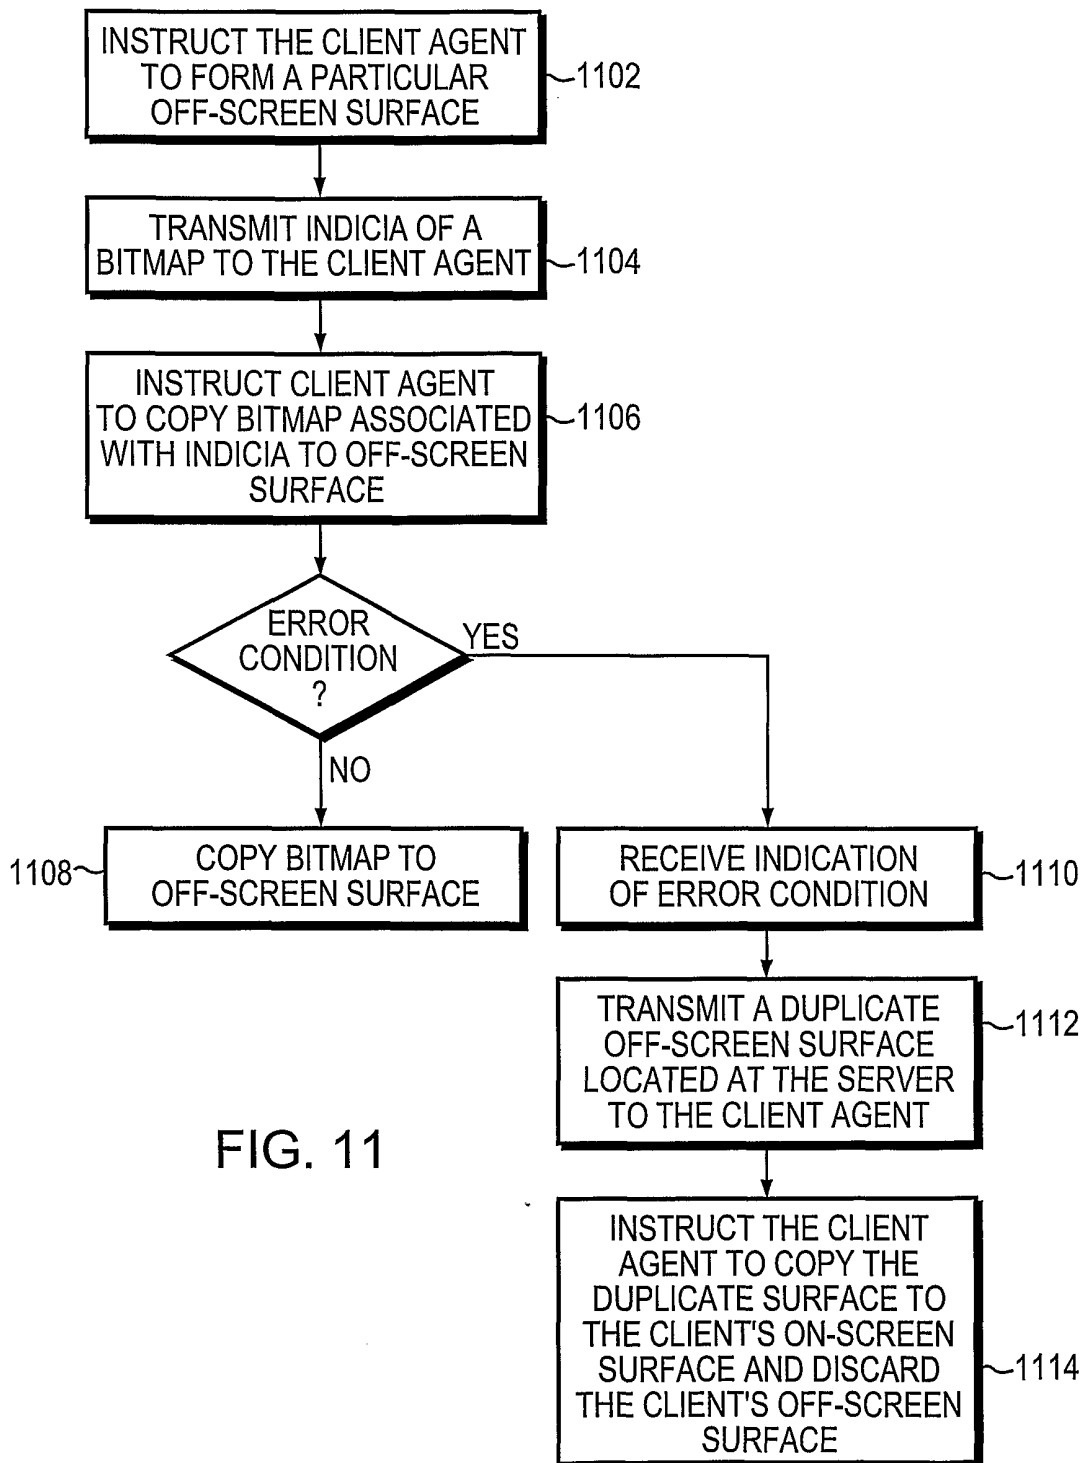 INSTRUCT THE CLIENT AGENT
TO FORM A PARTICULAR
OFF-SCREEN SURFACE
1102
TRANSMIT INDICIA OF A
BITMAP TO THE CLIENT AGENT
1104
INSTRUCT CLIENT AGENT
TO COPY BITMAP ASSOCIATED
WITH INDICIA TO OFF-SCREEN
SURFACE
1106
ERROR
CONDITION
?
YES
NO
1108
COPY BITMAP TO
OFF-SCREEN SURFACE
RECEIVE INDICATION
OF ERROR CONDITION
1110
TRANSMIT A DUPLICATE
OFF-SCREEN SURFACE
LOCATED AT THE SERVER
TO THE CLIENT AGENT
1112
INSTRUCT THE CLIENT
AGENT TO COPY THE
DUPLICATE SURFACE TO
THE CLIENT'S ON-SCREEN
SURFACE AND DISCARD
THE CLIENT'S OFF-SCREEN
SURFACE
1114
FIG. 11